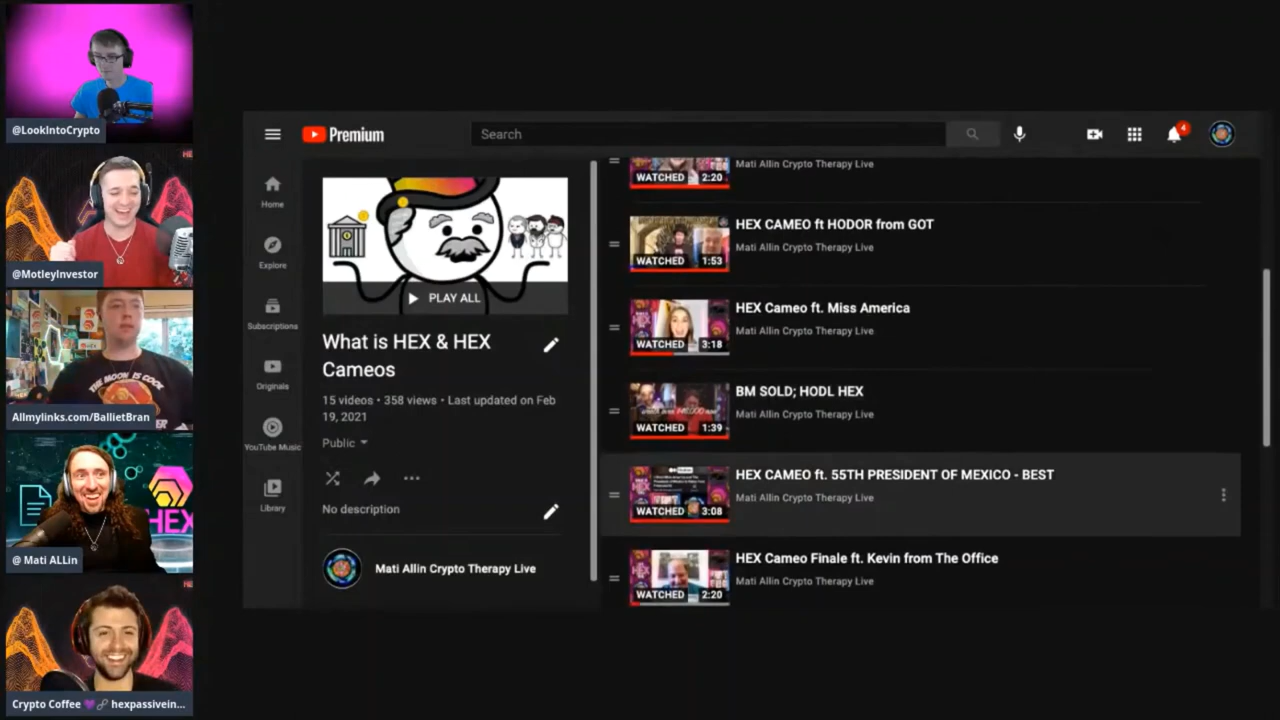 @LookIntoCrypto
@MotleyInvestor
THE MOON IS COOK
Allmylinks.com/BallietBran
HEX
@ Mati ALLin
Crypto Coffee 💜🔗 hexpassivein...
Premium
Search
4
Home
Explore
Subscriptions
Originals
YouTube Music
Library
PLAY ALL
What is HEX & HEX
Cameos
15 videos • 358 views • Last updated on Feb
19, 2021
Public
No description
Mati Allin Crypto Therapy Live
WATCHED 2:20
Mati Allin Crypto Therapy Live
WATCHED 1:53
HEX CAMEO ft HODOR from GOT
Mati Allin Crypto Therapy Live
WATCHED 3:18
HEX Cameo ft. Miss America
Mati Allin Crypto Therapy Live
WATCHED 1:39
BM SOLD; HODL HEX
Mati Allin Crypto Therapy Live
WATCHED 3:08
HEX CAMEO ft. 55TH PRESIDENT OF MEXICO - BEST
Mati Allin Crypto Therapy Live
WATCHED 2:20
HEX Cameo Finale ft. Kevin from The Office
Mati Allin Crypto Therapy Live